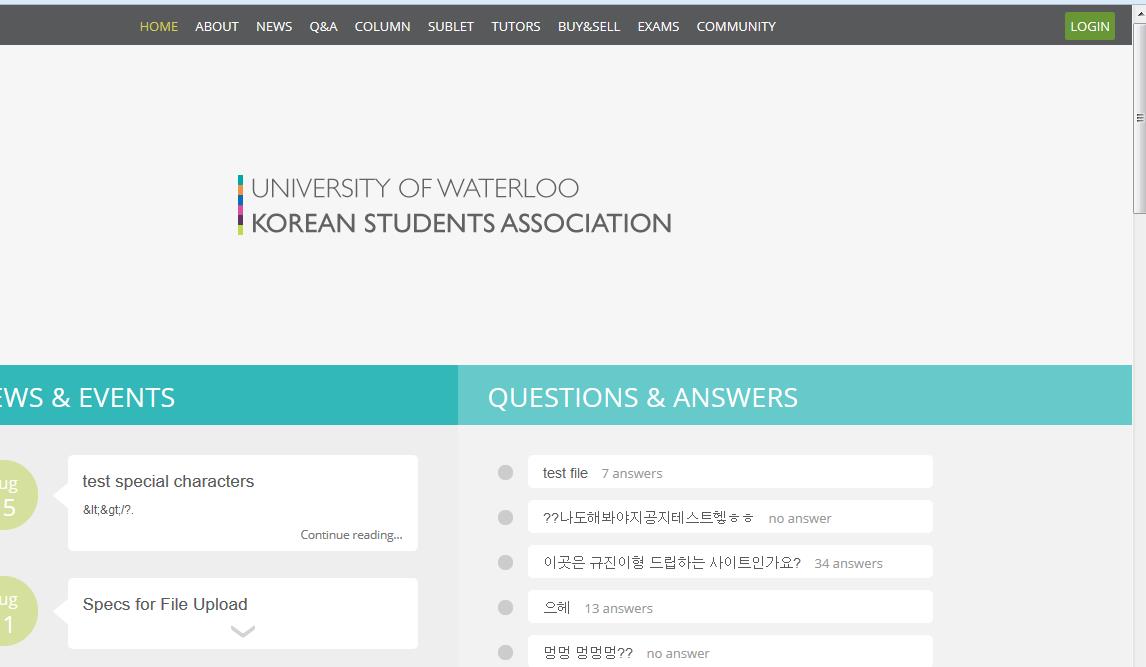 HOME ABOUT NEWS Q&A COLUMN SUBLET TUTORS BUY&SELL EXAMS COMMUNITY LOGIN
UNIVERSITY OF WATERLOO
KOREAN STUDENTS ASSOCIATION
EWS & EVENTS
ug
5
test special characters
&lt;&gt;/?.
Continue reading...
ug
1
Specs for File Upload
QUESTIONS & ANSWERS
test file 7 answers
??나도해봐야지공지테스트헿ㅎㅎ no answer
이곳은 규진이형 드립하는 사이트인가요? 34 answers
으헤 13 answers
멍멍 멍멍멍?? no answer